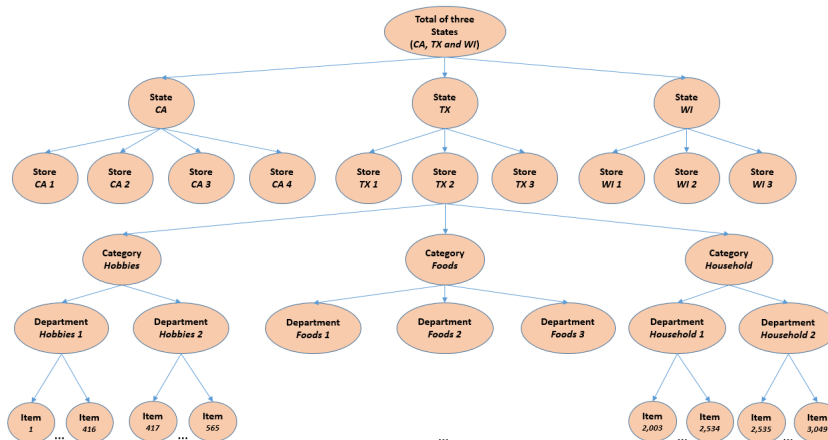 Total of three
States
(CA, TX and WI)
State
CA
State
TX
State
WI
Store
CA 1
Store
CA 2
Store
CA 3
Store
CA 4
Store
TX 1
Store
TX 2
Store
TX 3
Store
WI 1
Store
WI 2
Store
WI 3
Category
Hobbies
Category
Foods
Category
Household
Department
Hobbies 1
Department
Hobbies 2
Department
Foods 1
Department
Foods 2
Department
Foods 3
Department
Household 1
Department
Household 2
Item
1
...
Item
416
Item
417
...
Item
565
...
Item
2,003
...
Item
2,534
Item
2,535
...
Item
3,049